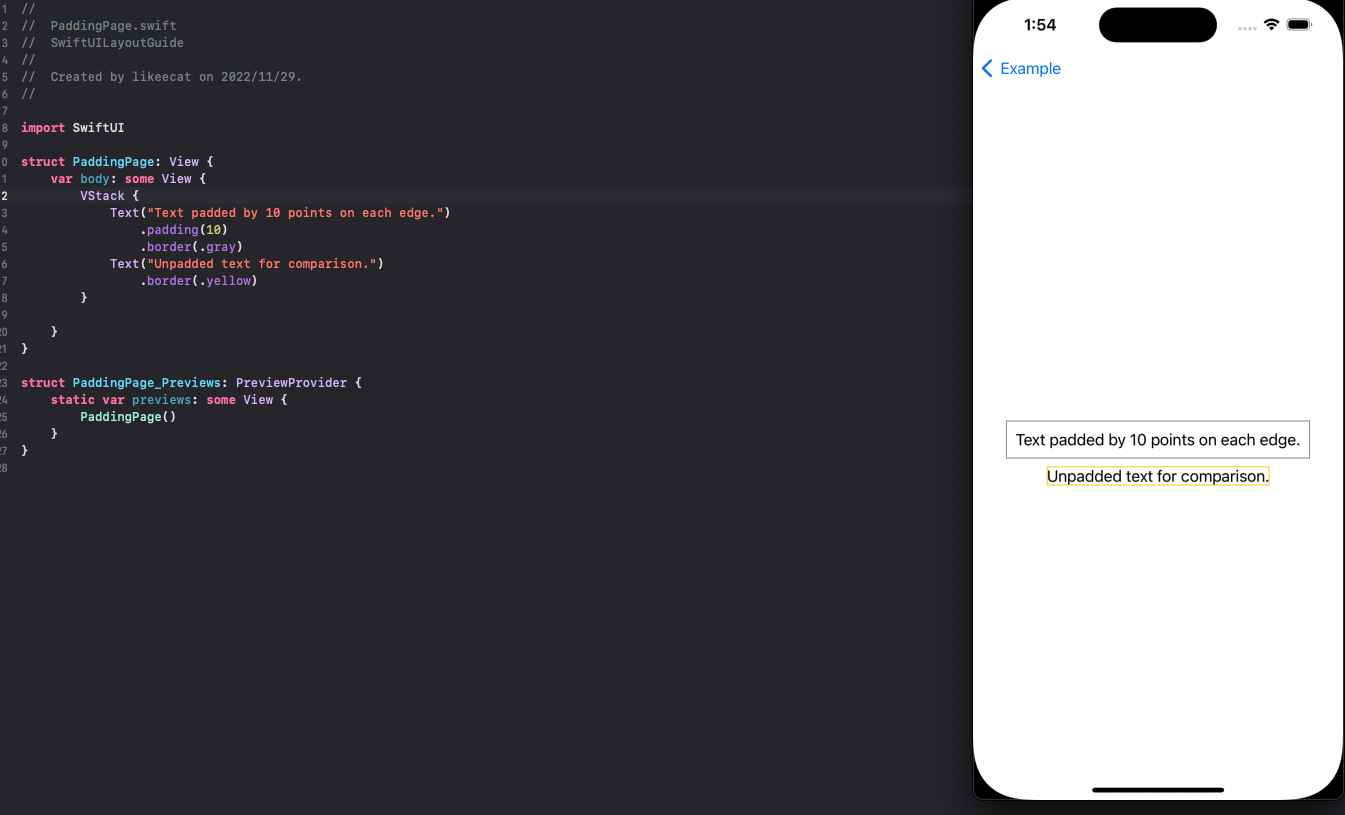 1 //
2 //  PaddingPage.swift
3 //  SwiftUILayoutGuide
4 //
5 //  Created by likeecat on 2022/11/29.
6 //
7
8 import SwiftUI
9
0 struct PaddingPage: View {
1     var body: some View {
2         VStack {
3             Text("Text padded by 10 points on each edge.")
4                 .padding(10)
5                 .border(.gray)
6             Text("Unpadded text for comparison.")
7                 .border(.yellow)
8         }
9
20     }
21 }
22
23 struct PaddingPage_Previews: PreviewProvider {
24     static var previews: some View {
25         PaddingPage()
26     }
27 }
28
1:54
Example
Text padded by 10 points on each edge.
Unpadded text for comparison.